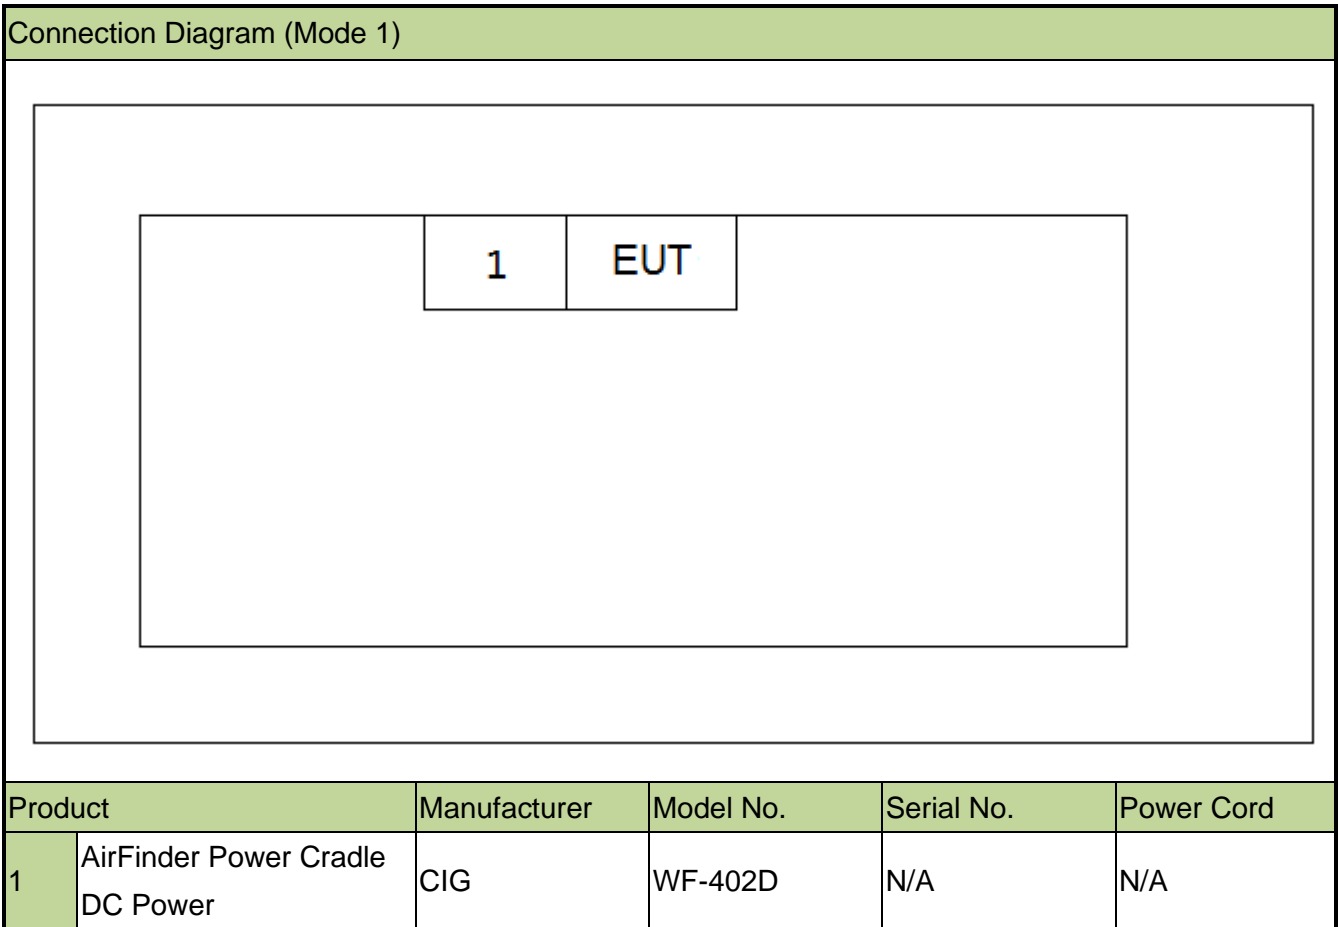 Connection Diagram (Mode 1)
1 EUT
Product Manufacturer Model No. Serial No. Power Cord
1 AirFinder Power Cradle DC Power CIG WF-402D N/A N/A